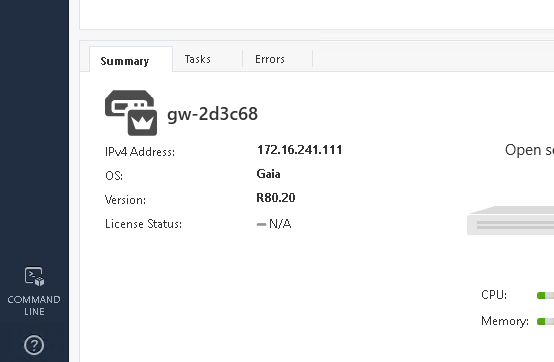 Summary Tasks Errors
gw-2d3c68
IPv4 Address: 172.16.241.111
Open
OS: Gaia
Version: R80.20
License Status: N/A
COMMAND
LINE
CPU:
Memory:
?